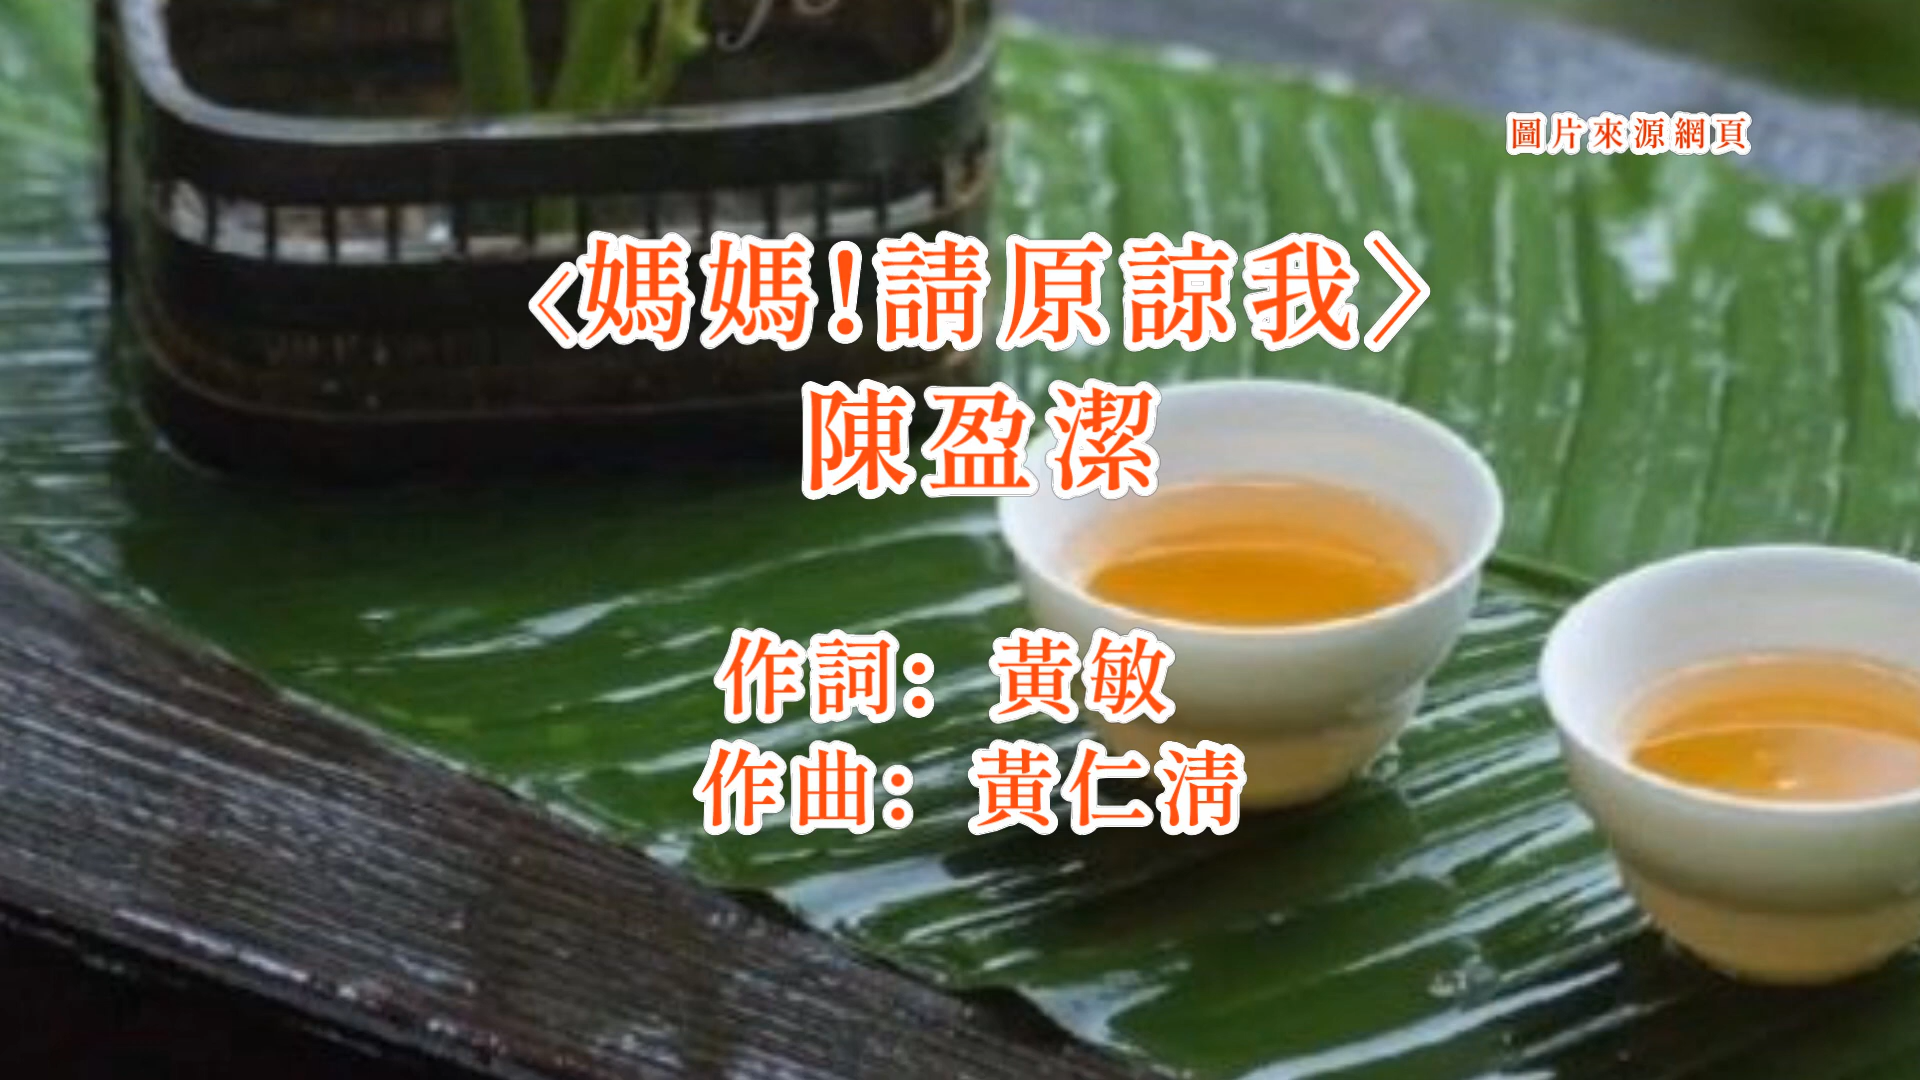 圖片來源網頁
〈媽媽!請原諒我〉
陳盈潔
作詞: 黃敏
作曲: 黃仁清